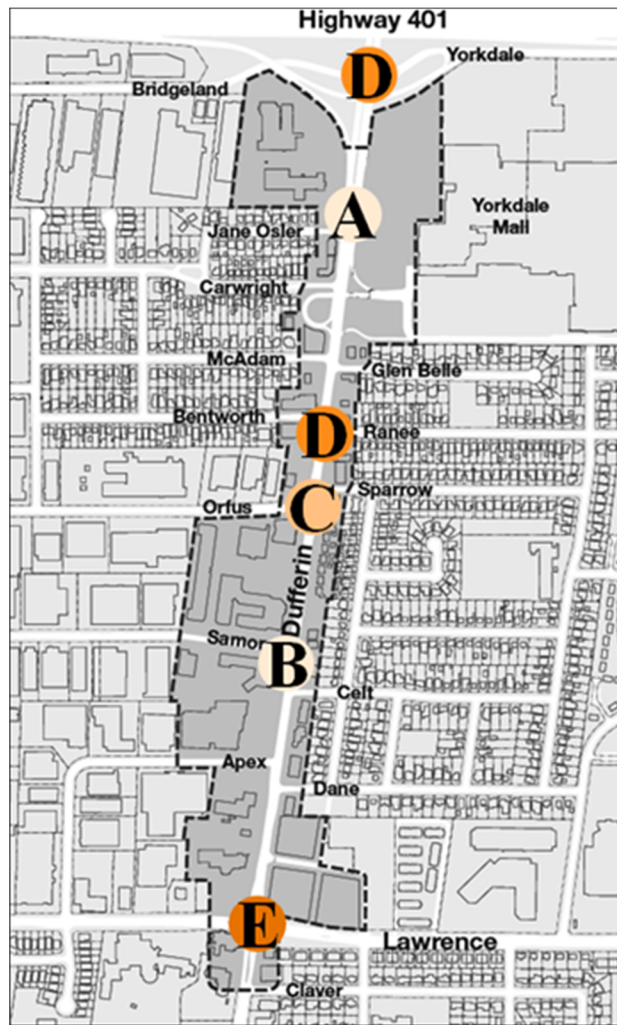 Highway 401
D
Yorkdale
Bridgeland
A
Yorkdale
Mall
Jane Osler
Carwright
McAdam
Glen Belle
Bentworth
D
Ranee
Sparrow
Orfus
C
Dufferin
Samor
B
Celt
Apex
Dane
E
Lawrence
Claver